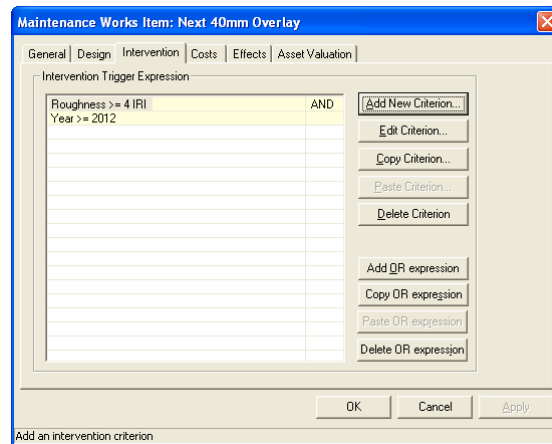 Maintenance Works Item: Next 40mm Overlay
General Design Intervention Costs Effects Asset Valuation
Intervention Trigger Expression
Roughness >= 4 IRI AND
Year >= 2012
Add New Criterion...
Edit Criterion...
Copy Criterion...
Paste Criterion...
Delete Criterion
Add OR expression
Copy OR expression
Paste OR expression
Delete OR expression
OK Cancel Apply
Add an intervention criterion